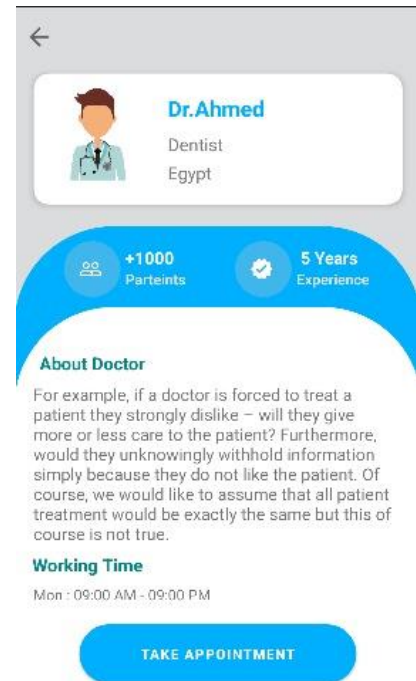 Dr.Ahmed
Dentist
Egypt
+1000
Parteints
5 Years
Experience
About Doctor
For example, if a doctor is forced to treat a
patient they strongly dislike – will they give
more or less care to the patient? Furthermore,
would they unknowingly withhold information
simply because they do not like the patient. Of
course, we would like to assume that all patient
treatment would be exactly the same but this of
course is not true.
Working Time
Mon : 09:00 AM - 09:00 PM
TAKE APPOINTMENT